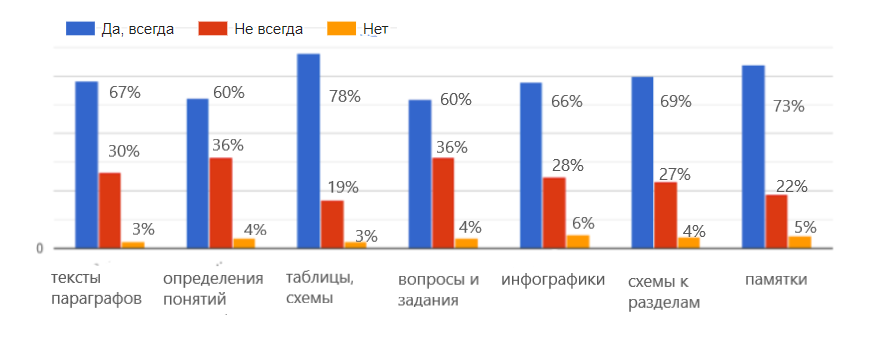 Да, всегда Не всегда Нет
67% 60% 78% 60% 66% 69% 73%
30% 36% 19% 36% 28% 27% 22%
3% 4% 3% 4% 6% 4% 5%
0
тексты
параграфов
определения
понятий
таблицы,
схемы
вопросы и
задания
инфографики
схемы к
разделам
памятки